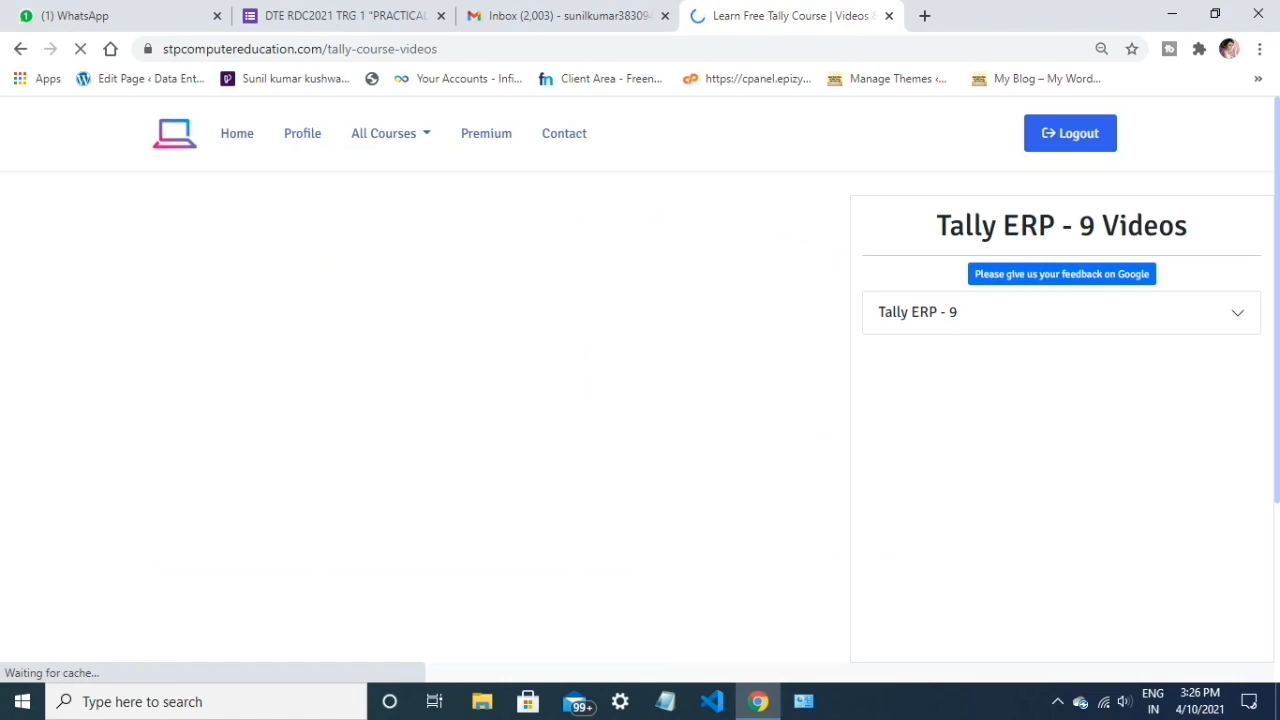 (1) WhatsApp
DTE RDC2021 TRG 1 "PRACTICAL
Inbox (2,003) - sunilkumar38309
Learn Free Tally Course | Videos
stpcomputereducation.com/tally-course-videos
Apps
Edit Page ‹ Data Ent...
Sunil kumar kushwa...
Your Accounts - Infi...
Client Area - Freen...
https://cpanel.epizy...
Manage Themes ‹...
My Blog – My Word...
»
Home
Profile
All Courses
Premium
Contact
Logout
Tally ERP - 9 Videos
Please give us your feedback on Google
Tally ERP - 9
Waiting for cache...
Type here to search
99+
ENG
IN
3:26 PM
4/10/2021